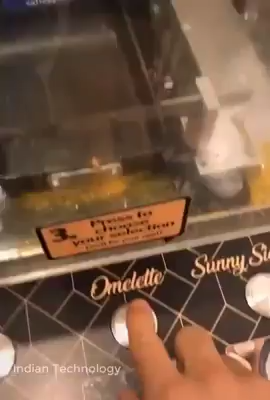 3. Press to
choose
your selection
Omelette
Sunny Si
Indian Technology